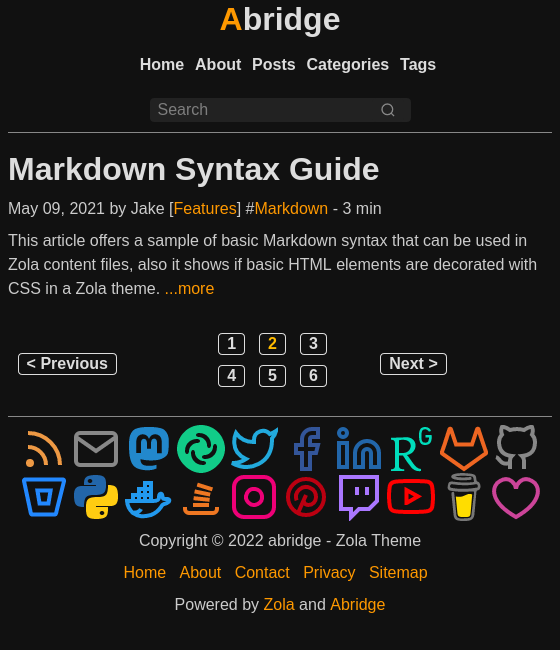 Abridge
Home About Posts Categories Tags
Search
Markdown Syntax Guide
May 09, 2021 by Jake [Features] #Markdown - 3 min
This article offers a sample of basic Markdown syntax that can be used in
Zola content files, also it shows if basic HTML elements are decorated with
CSS in a Zola theme. ...more
1 2 3
< Previous Next >
4 5 6
RG
Copyright © 2022 abridge - Zola Theme
Home About Contact Privacy Sitemap
Powered by Zola and Abridge